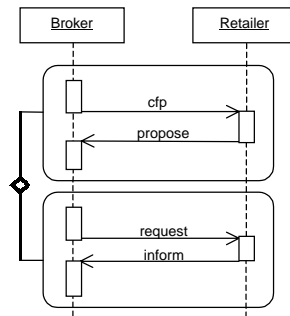 Broker
Retailer
cfp
propose
request
inform